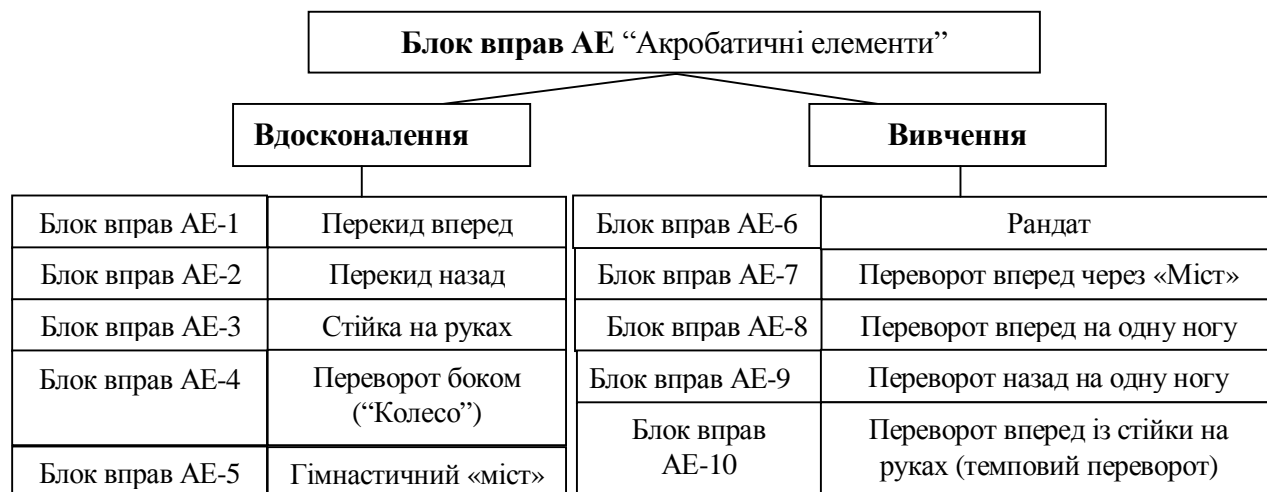 Блок вправ АЕ “Акробатичні елементи”
Вдосконалення
Вивчення
Блок вправ АЕ-1
Перекид вперед
Блок вправ АЕ-2
Перекид назад
Блок вправ АЕ-3
Стійка на руках
Блок вправ АЕ-4
Переворот боком
(“Колесо”)
Блок вправ АЕ-5
Гімнастичний «міст»
Блок вправ АЕ-6
Рандат
Блок вправ АЕ-7
Переворот вперед через «Міст»
Блок вправ АЕ-8
Переворот вперед на одну ногу
Блок вправ АЕ-9
Переворот назад на одну ногу
Блок вправ
АЕ-10
Переворот вперед із стійки на
руках (темповий переворот)